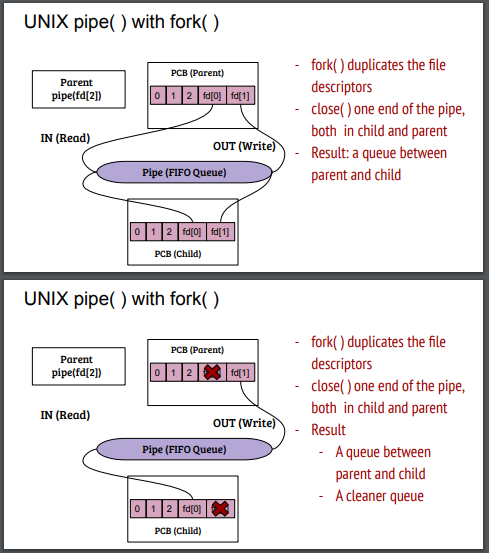 UNIX pipe( ) with fork( )
Parent
pipe(fd[2])
PCB (Parent)
0 1 2 fd[0] fd[1]
IN (Read)
OUT (Write)
Pipe (FIFO Queue)
0 1 2 fd[0] fd[1]
PCB (Child)
- fork( ) duplicates the file
descriptors
- close( ) one end of the pipe,
both in child and parent
- Result: a queue between
parent and child
UNIX pipe( ) with fork( )
Parent
pipe(fd[2])
PCB (Parent)
0 1 2 fd[1]
IN (Read)
OUT (Write)
Pipe (FIFO Queue)
0 1 2 fd[0]
PCB (Child)
- fork( ) duplicates the file
descriptors
- close( ) one end of the pipe,
both in child and parent
- Result
- A queue between
parent and child
- A cleaner queue